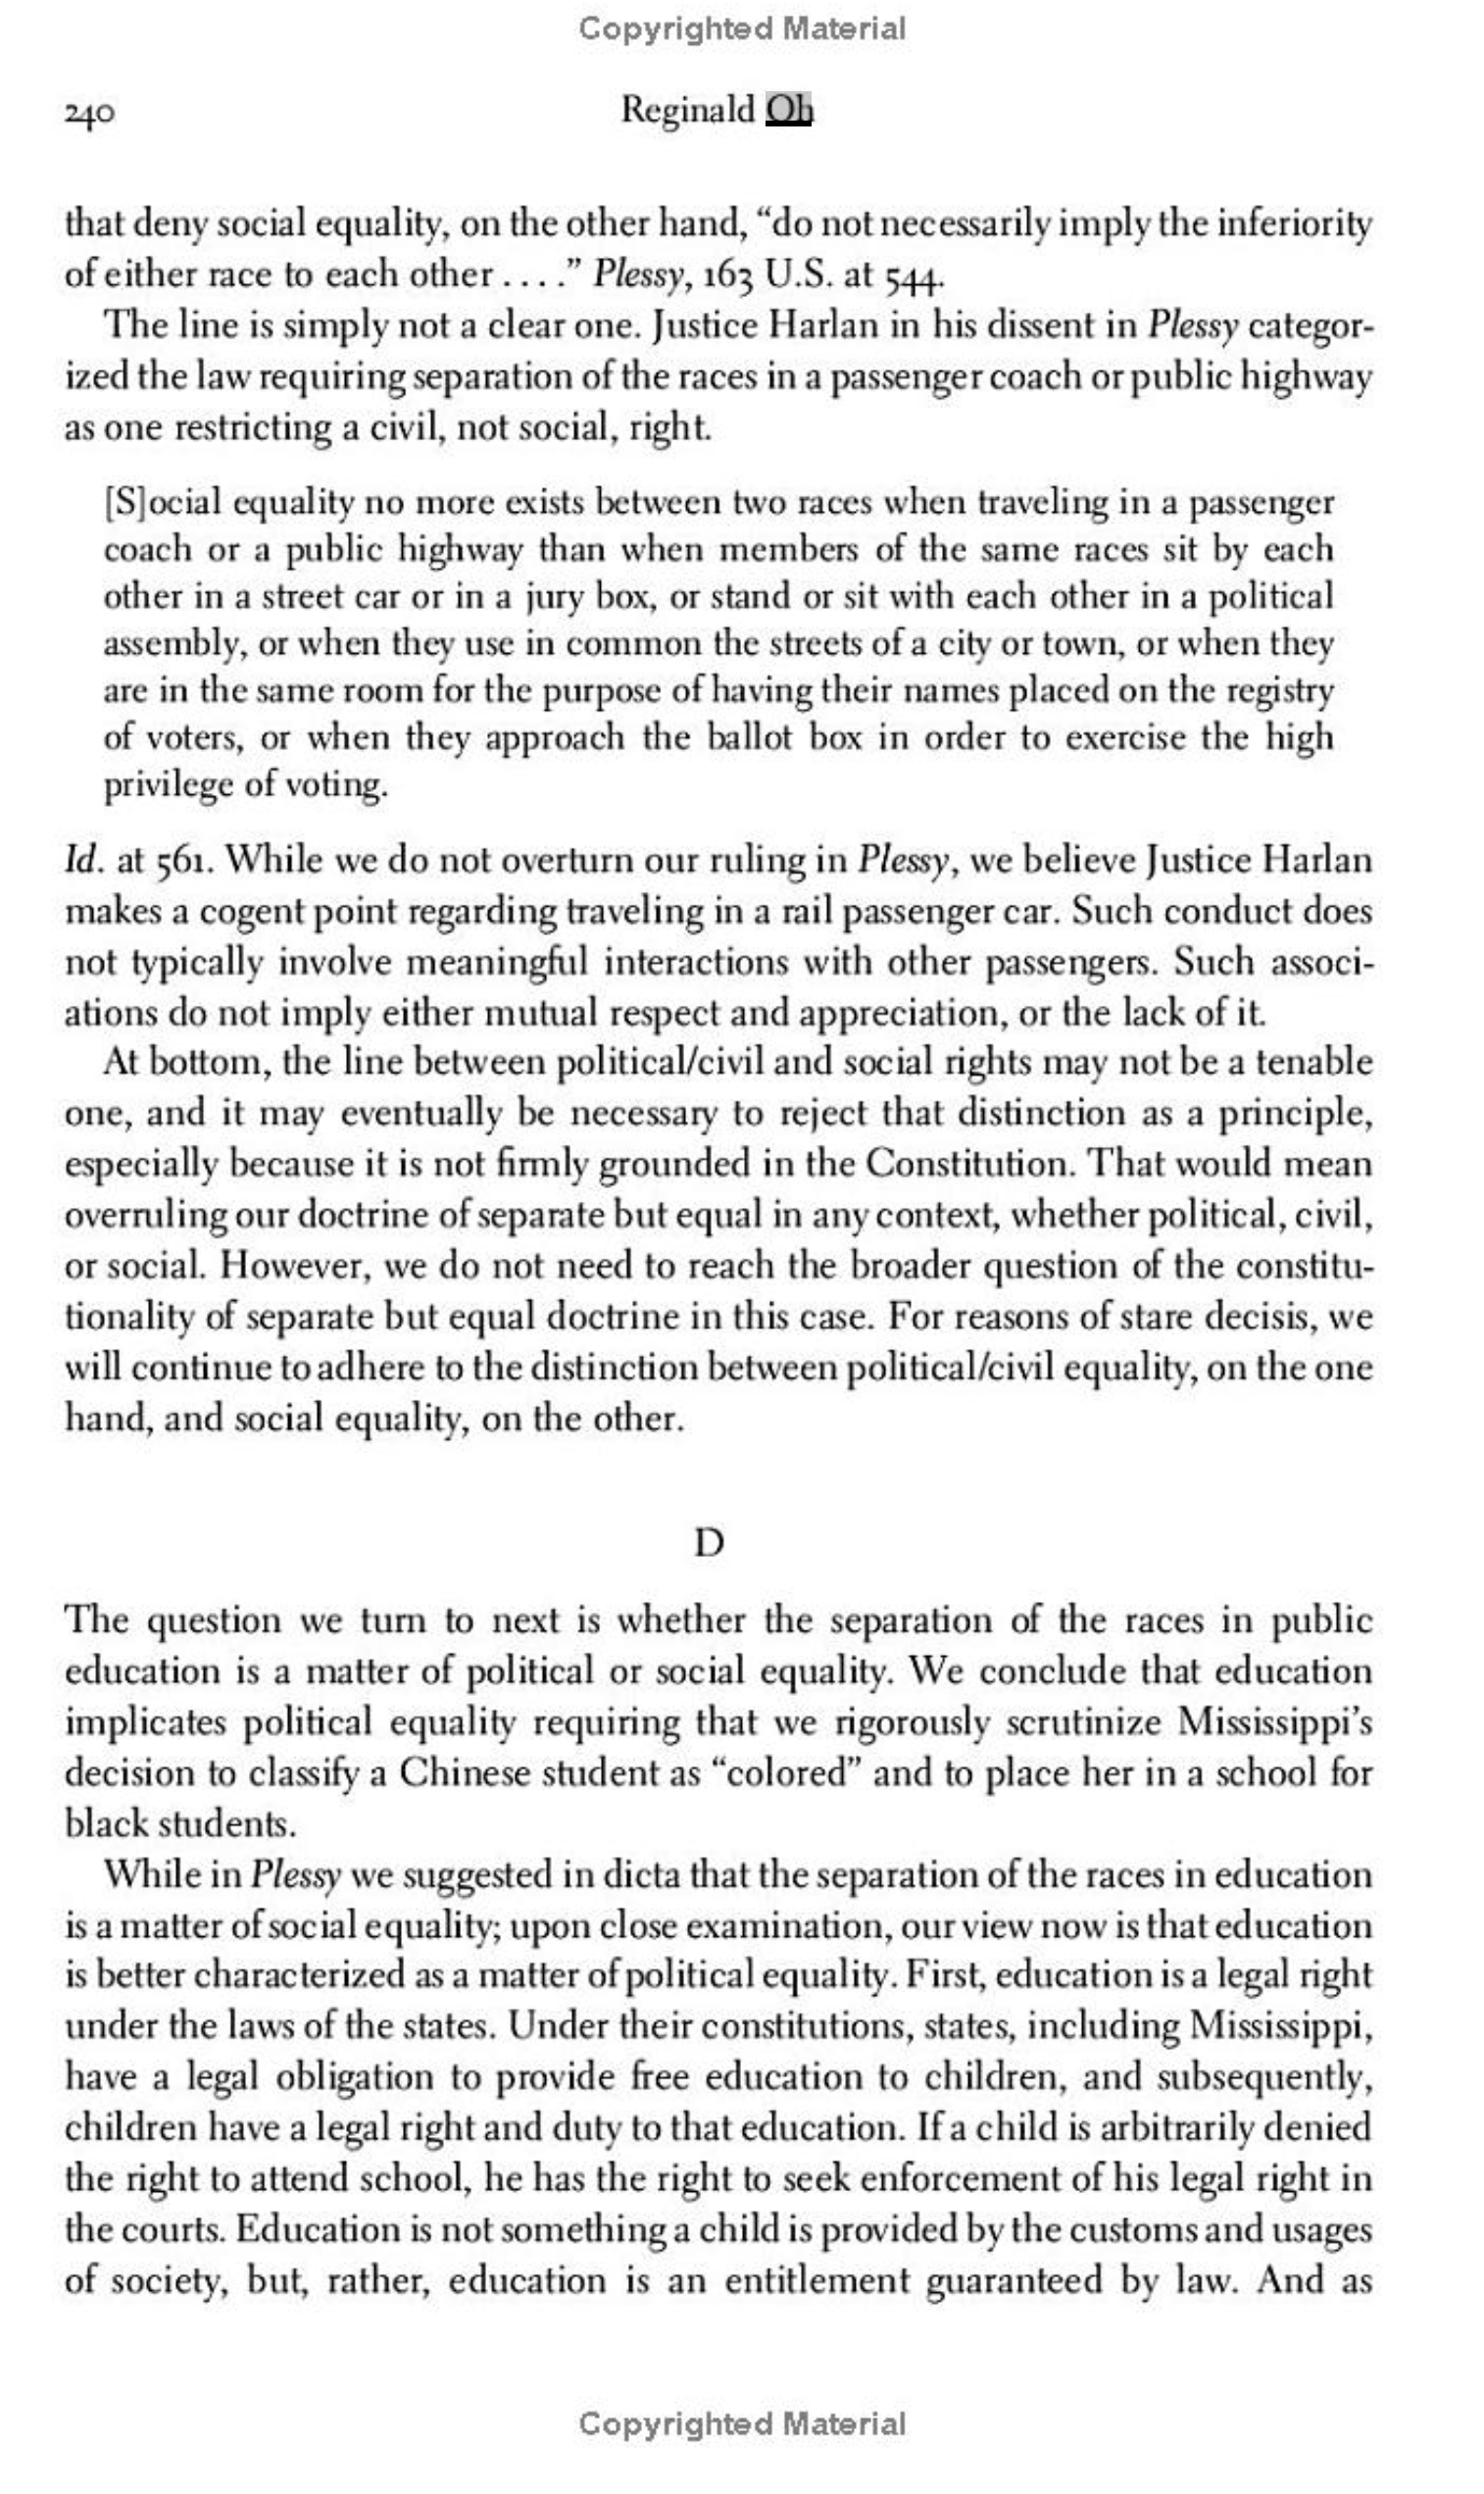 Copyrighted Material
240
Reginald Oh
that deny social equality, on the other hand, “do not necessarily imply the inferiority
of either race to each other . . . .” Plessy, 163 U.S. at 544.
The line is simply not a clear one. Justice Harlan in his dissent in Plessy categor-
ized the law requiring separation of the races in a passenger coach or public highway
as one restricting a civil, not social, right.
[S]ocial equality no more exists between two races when traveling in a passenger
coach or a public highway than when members of the same races sit by each
other in a street car or in a jury box, or stand or sit with each other in a political
assembly, or when they use in common the streets of a city or town, or when they
are in the same room for the purpose of having their names placed on the registry
of voters, or when they approach the ballot box in order to exercise the high
privilege of voting.
Id. at 561. While we do not overturn our ruling in Plessy, we believe Justice Harlan
makes a cogent point regarding traveling in a rail passenger car. Such conduct does
not typically involve meaningful interactions with other passengers. Such associ-
ations do not imply either mutual respect and appreciation, or the lack of it.
At bottom, the line between political/civil and social rights may not be a tenable
one, and it may eventually be necessary to reject that distinction as a principle,
especially because it is not firmly grounded in the Constitution. That would mean
overruling our doctrine of separate but equal in any context, whether political, civil,
or social. However, we do not need to reach the broader question of the constitu-
tionality of separate but equal doctrine in this case. For reasons of stare decisis, we
will continue to adhere to the distinction between political/civil equality, on the one
hand, and social equality, on the other.
D
The question we turn to next is whether the separation of the races in public
education is a matter of political or social equality. We conclude that education
implicates political equality requiring that we rigorously scrutinize Mississippi’s
decision to classify a Chinese student as “colored” and to place her in a school for
black students.
While in Plessy we suggested in dicta that the separation of the races in education
is a matter of social equality; upon close examination, our view now is that education
is better characterized as a matter of political equality. First, education is a legal right
under the laws of the states. Under their constitutions, states, including Mississippi,
have a legal obligation to provide free education to children, and subsequently,
children have a legal right and duty to that education. If a child is arbitrarily denied
the right to attend school, he has the right to seek enforcement of his legal right in
the courts. Education is not something a child is provided by the customs and usages
of society, but, rather, education is an entitlement guaranteed by law. And as
Copyrighted Material